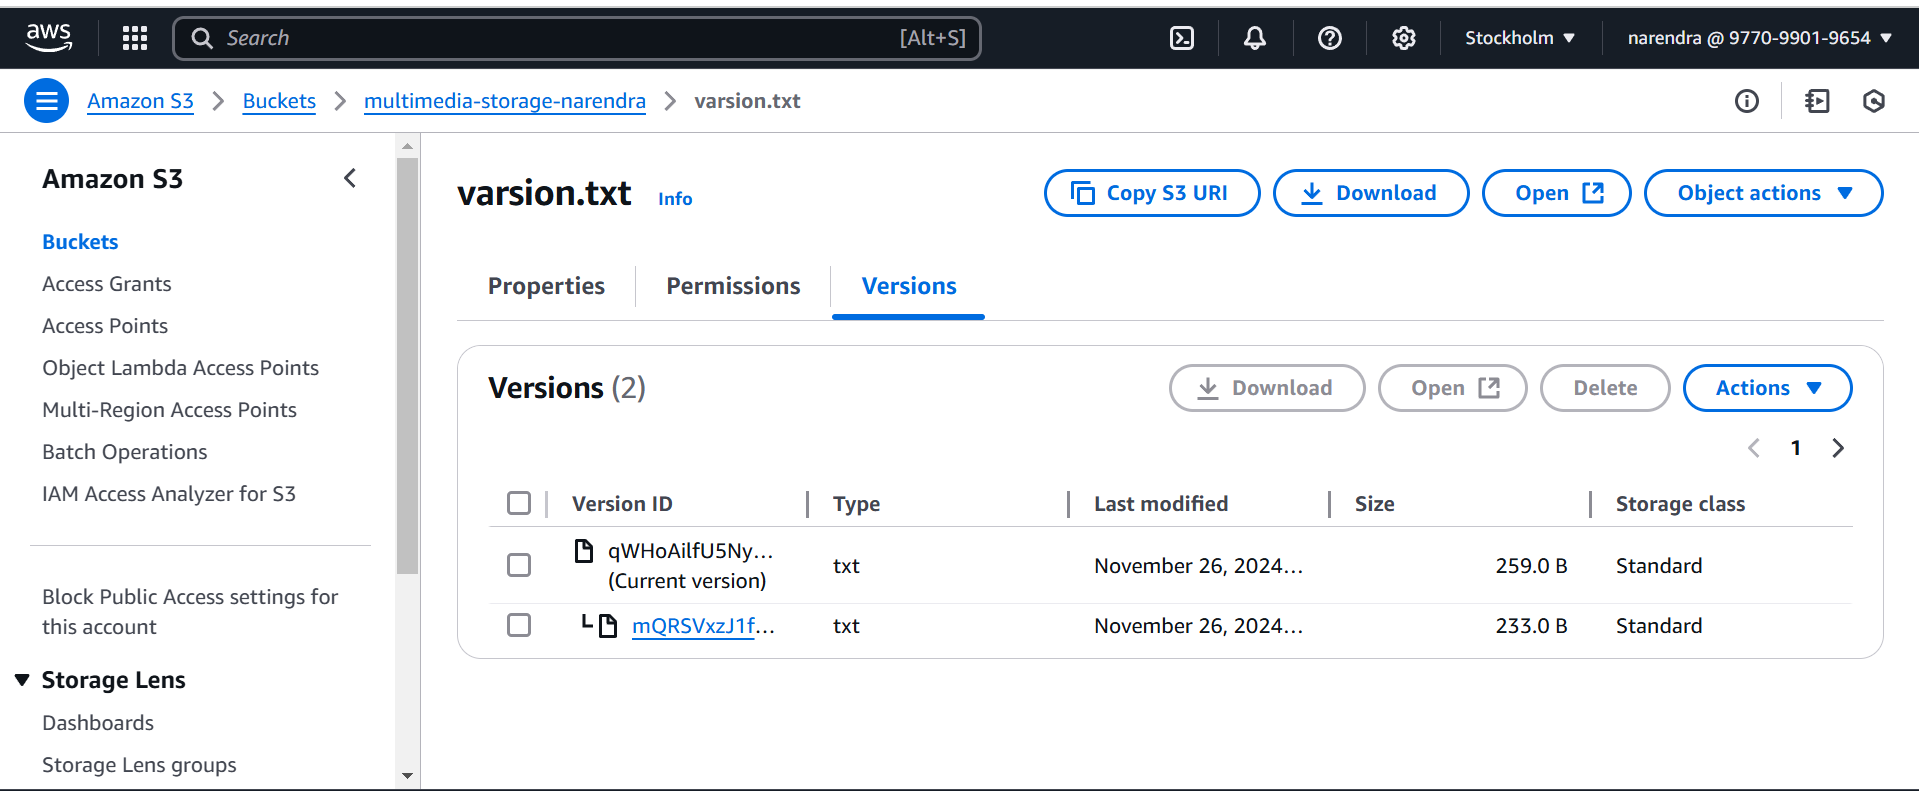 aws
Search [Alt+S]
Stockholm
narendra @ 9770-9901-9654
Amazon S3 Buckets multimedia-storage-narendra varsion.txt
Amazon S3
Buckets
Access Grants
Access Points
Object Lambda Access Points
Multi-Region Access Points
Batch Operations
IAM Access Analyzer for S3
Block Public Access settings for
this account
Storage Lens
Dashboards
Storage Lens groups
varsion.txt Info
Copy S3 URI Download Open Object actions
Properties Permissions Versions
Versions (2)
Download Open Delete Actions
1
Version ID Type Last modified Size Storage class
qWHoAilfU5Ny...
(Current version) txt November 26, 2024... 259.0 B Standard
mQRSVxzJ1f... txt November 26, 2024... 233.0 B Standard